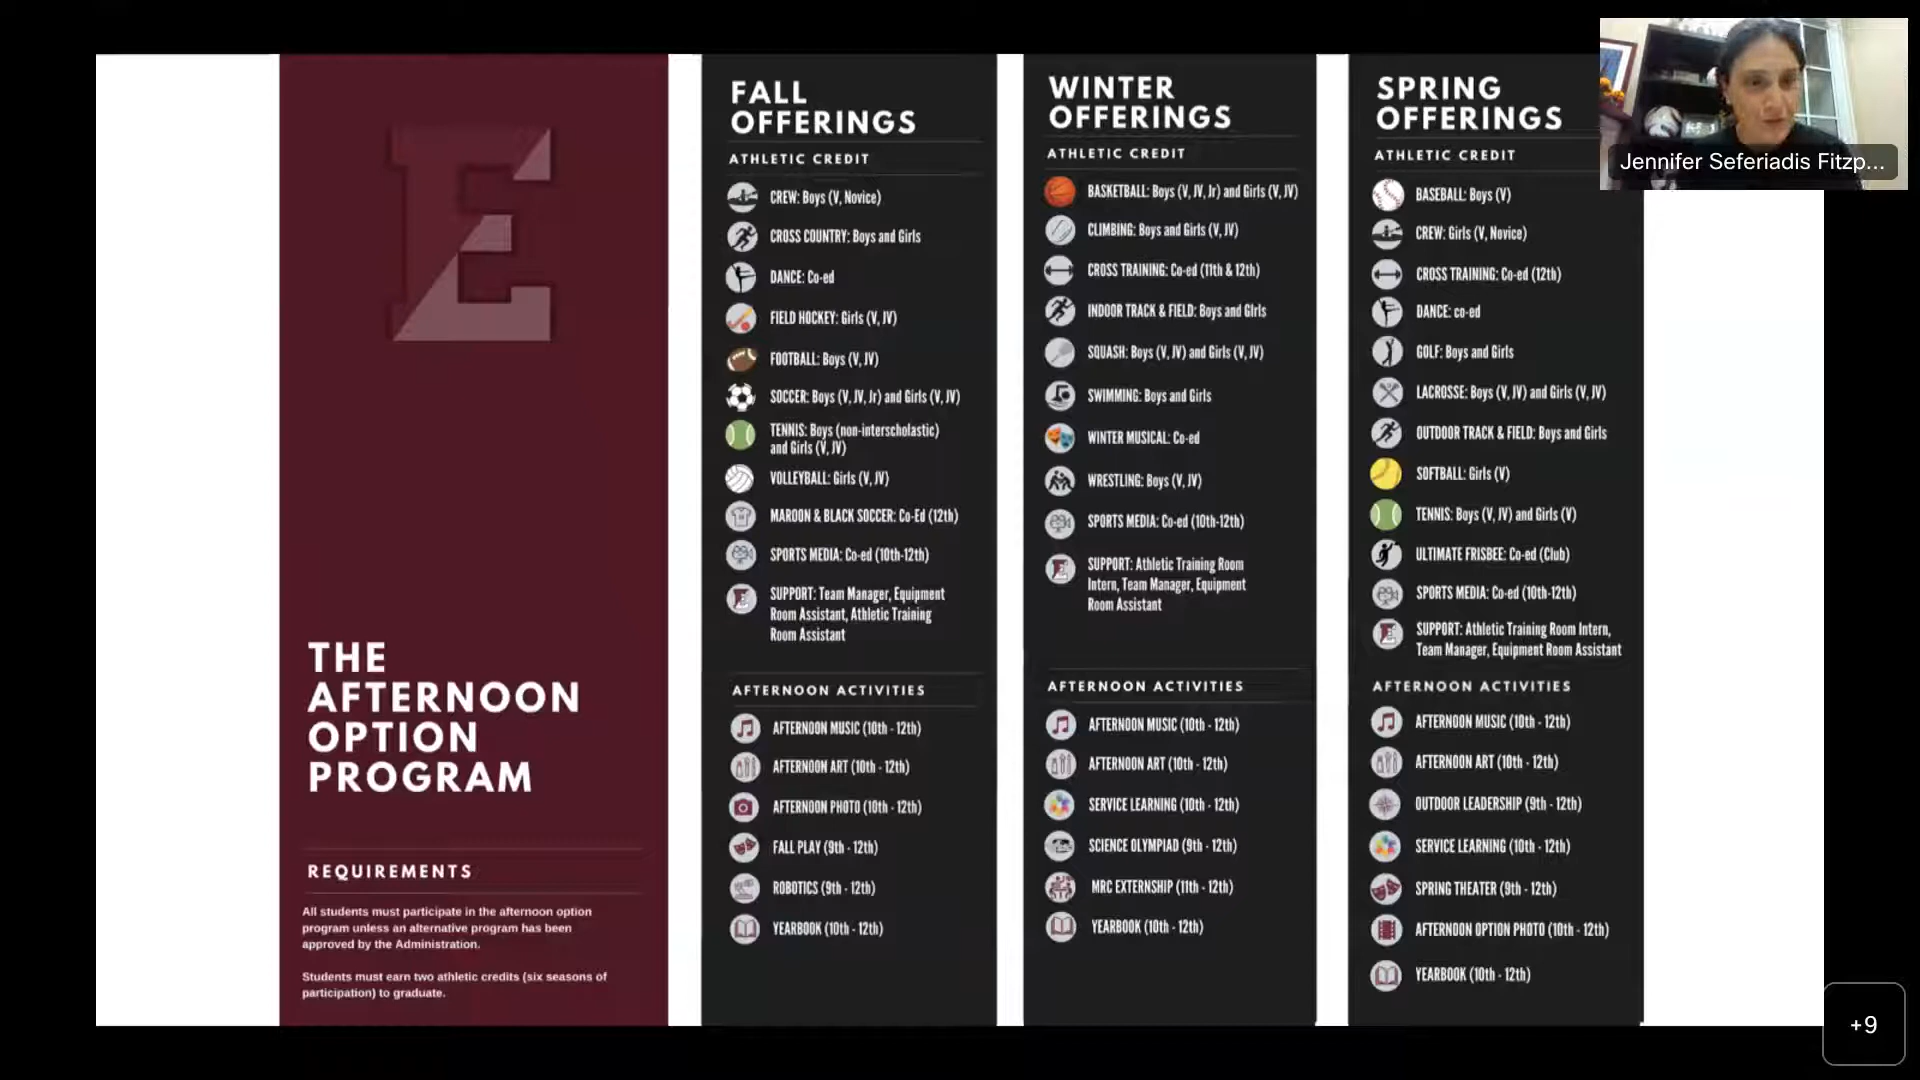 E
THE
AFTERNOON
OPTION
PROGRAM
REQUIREMENTS
All students must participate in the afternoon option
program unless an alternative program has been
approved by the Administration.
Students must earn two athletic credits (six seasons of
participation) to graduate.
FALL
OFFERINGS
ATHLETIC CREDIT
CREW: Boys (V, Novice)
CROSS COUNTRY: Boys and Girls
DANCE: Co-ed
FIELD HOCKEY: Girls (V, JV)
FOOTBALL: Boys (V, JV)
SOCCER: Boys (V, JV, Jr) and Girls (V, JV)
TENNIS: Boys (non-interscholastic)
and Girls (V, JV)
VOLLEYBALL: Girls (V, JV)
MAROON & BLACK SOCCER: Co-Ed (12th)
SPORTS MEDIA: Co-ed (10th-12th)
SUPPORT: Team Manager, Equipment
Room Assistant, Athletic Training
Room Assistant
AFTERNOON ACTIVITIES
AFTERNOON MUSIC (10th - 12th)
AFTERNOON ART (10th - 12th)
AFTERNOON PHOTO (10th - 12th)
FALL PLAY (9th - 12th)
ROBOTICS (9th - 12th)
YEARBOOK (10th - 12th)
WINTER
OFFERINGS
ATHLETIC CREDIT
BASKETBALL: Boys (V, JV, Jr) and Girls (V, JV)
CLIMBING: Boys and Girls (V, JV)
CROSS TRAINING: Co-ed (11th & 12th)
INDOOR TRACK & FIELD: Boys and GIrls
SQUASH: Boys (V, JV) and Girls (V, JV)
SWIMMING: Boys and Girls
WINTER MUSICAL: Co-ed
WRESTLING: Boys (V, JV)
SPORTS MEDIA: Co-ed (10th-12th)
SUPPORT: Athletic Training Room
Intern, Team Manager, Equipment
Room Assistant
AFTERNOON ACTIVITIES
AFTERNOON MUSIC (10th - 12th)
AFTERNOON ART (10th - 12th)
SERVICE LEARNING (10th - 12th)
SCIENCE OLYMPIAD (9th - 12th)
MRC EXTERNSHIP (11th - 12th)
YEARBOOK (10th - 12th)
SPRING
OFFERINGS
ATHLETIC CREDIT
BASEBALL: Boys (V)
CREW: Girls (V, Novice)
CROSS TRAINING: Co-ed (12th)
DANCE: co-ed
GOLF: Boys and Girls
LACROSSE: Boys (V, JV) and Girls (V, JV)
OUTDOOR TRACK & FIELD: Boys and Girls
SOFTBALL: Girls (V)
TENNIS: Boys (V, JV) and Girls (V)
ULTIMATE FRISBEE: Co-ed (Club)
SPORTS MEDIA: Co-ed (10th-12th)
SUPPORT: Athletic Training Room Intern,
Team Manager, Equipment Room Assistant
AFTERNOON ACTIVITIES
AFTERNOON MUSIC (10th - 12th)
AFTERNOON ART (10th - 12th)
OUTDOOR LEADERSHIP (9th - 12th)
SERVICE LEARNING (10th - 12th)
SPRING THEATER (9th - 12th)
AFTERNOON OPTION PHOTO (10th - 12th)
YEARBOOK (10th - 12th)
Jennifer Seferiadis Fitzp...
+9